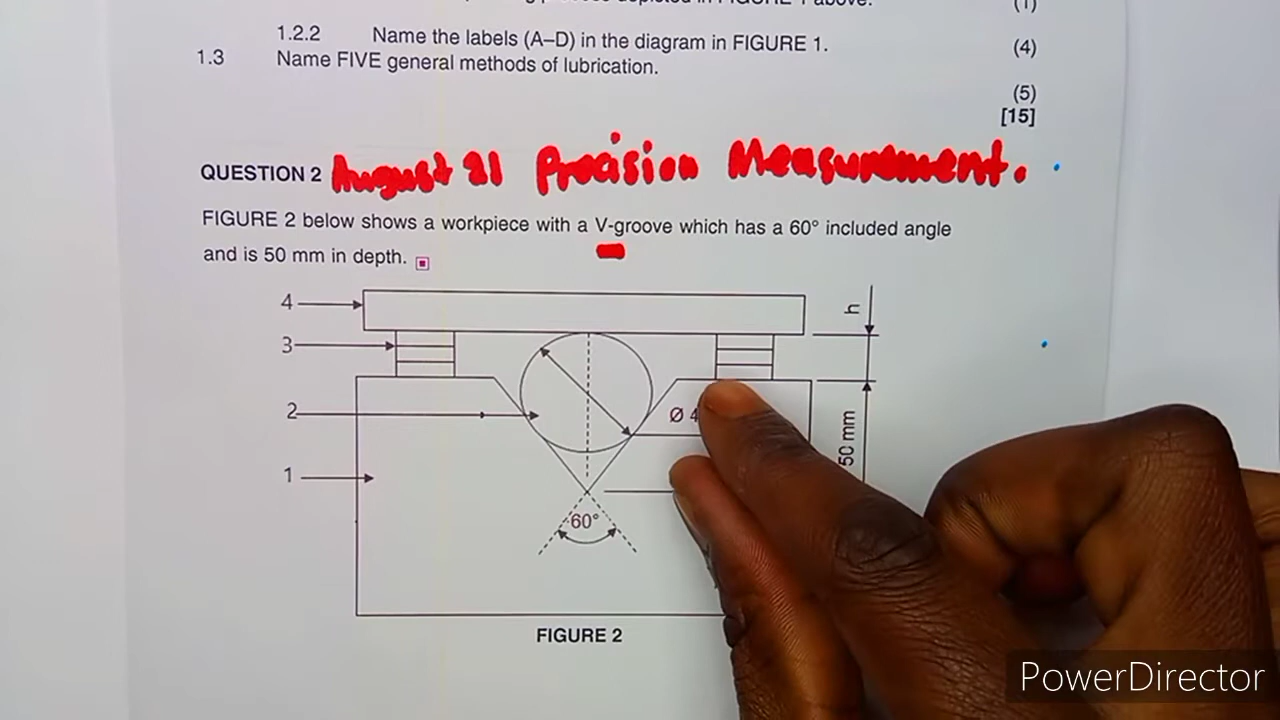 (1)
1.2.2 Name the labels (A–D) in the diagram in FIGURE 1. (4)
1.3 Name FIVE general methods of lubrication.
(5)
[15]
QUESTION 2 August 21 Precision Measurement.
FIGURE 2 below shows a workpiece with a V-groove which has a 60° included angle
and is 50 mm in depth.
4
h
3
2
Ø 4
50 mm
1
60°
FIGURE 2
PowerDirector